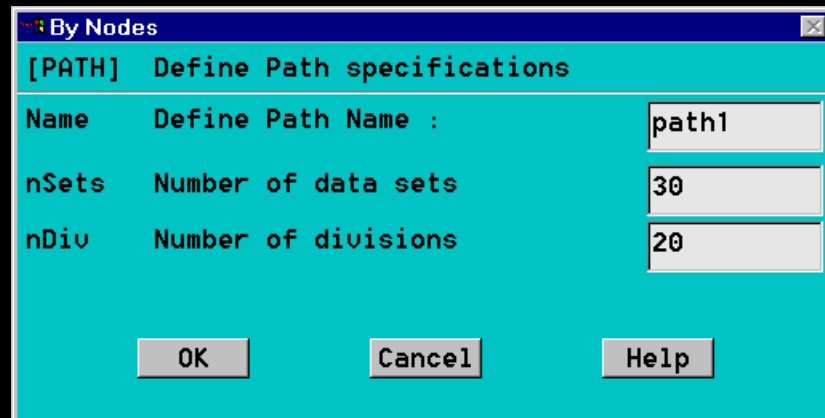 By Nodes
[PATH] Define Path specifications
Name Define Path Name : path1
nSets Number of data sets 30
nDiv Number of divisions 20
OK Cancel Help